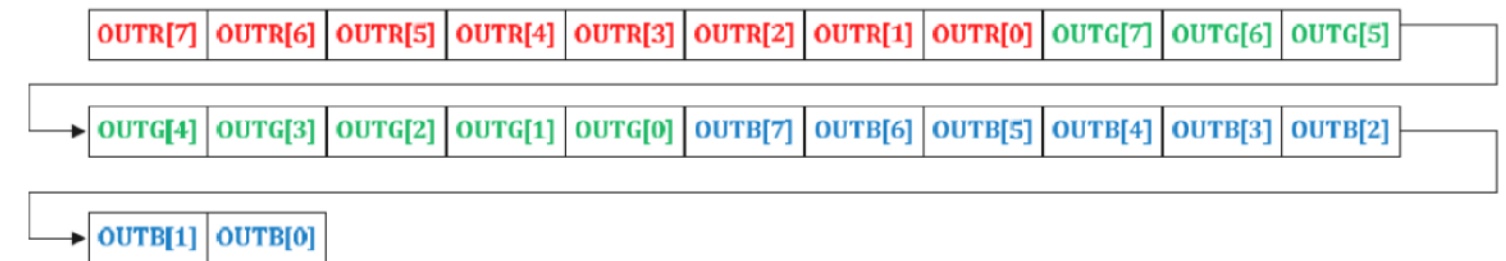 OUTR[7] OUTR[6] OUTR[5] OUTR[4] OUTR[3] OUTR[2] OUTR[1] OUTR[0] OUTG[7] OUTG[6] OUTG[5]
OUTG[4] OUTG[3] OUTG[2] OUTG[1] OUTG[0] OUTB[7] OUTB[6] OUTB[5] OUTB[4] OUTB[3] OUTB[2]
OUTB[1] OUTB[0]